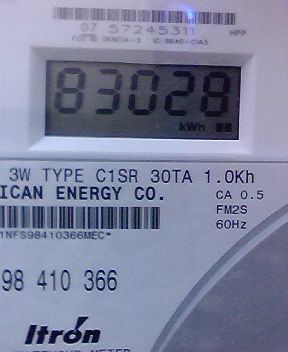 07 57245311
83028
kWh
3W TYPE C1SR 30TA 1.0Kh
ICAN ENERGY CO.
CA 0.5
FM2S
60Hz
1NFS98410366MEC*
98 410 366
Itron